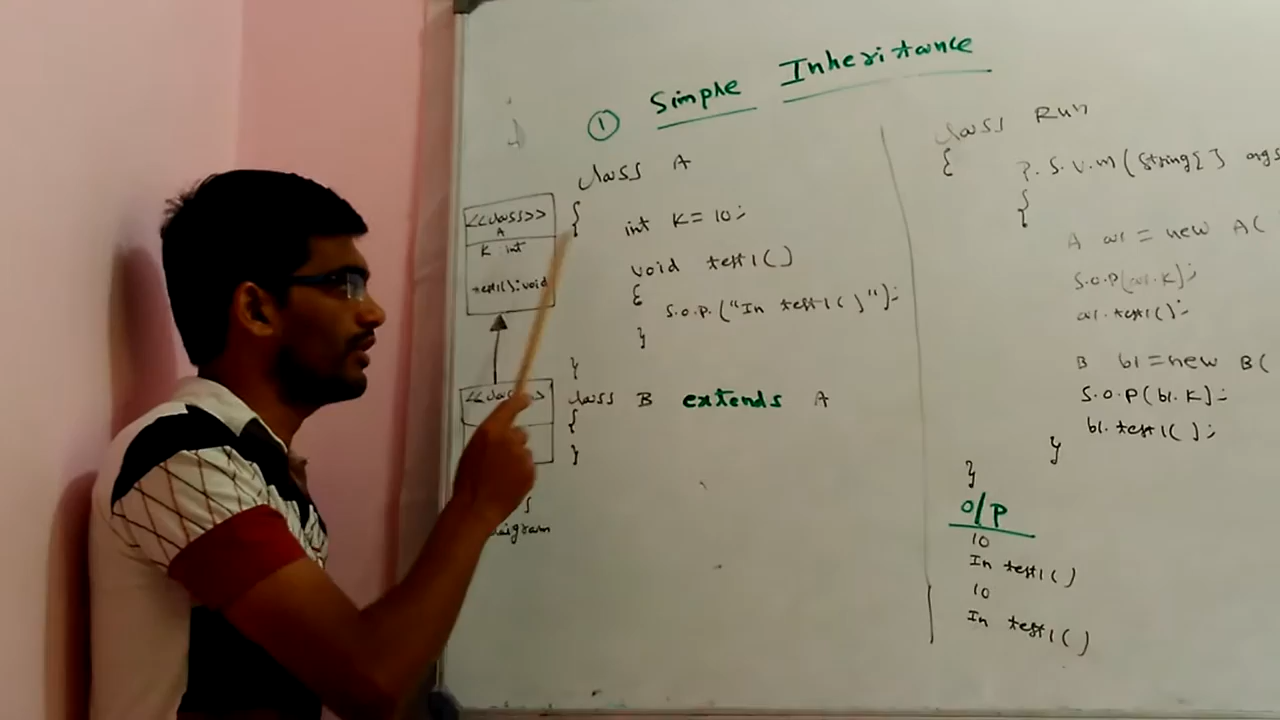 ① Simple Inheritance
class A
{
int K = 10;
void test1()
{
S.O.P.("In test1()");
}
}
class B extends A
{
}
<<class>>
A
K : int
test1() : void
<<
daigram
class Run
{
P.S.V.M(String[] args
{
A a1 = new A(
S.O.P(a1.K);
a1.test1();
B b1 = new B(
S.O.P(b1.K);
b1.test1();
}
}
O/P
10
In test1()
10
In test1()